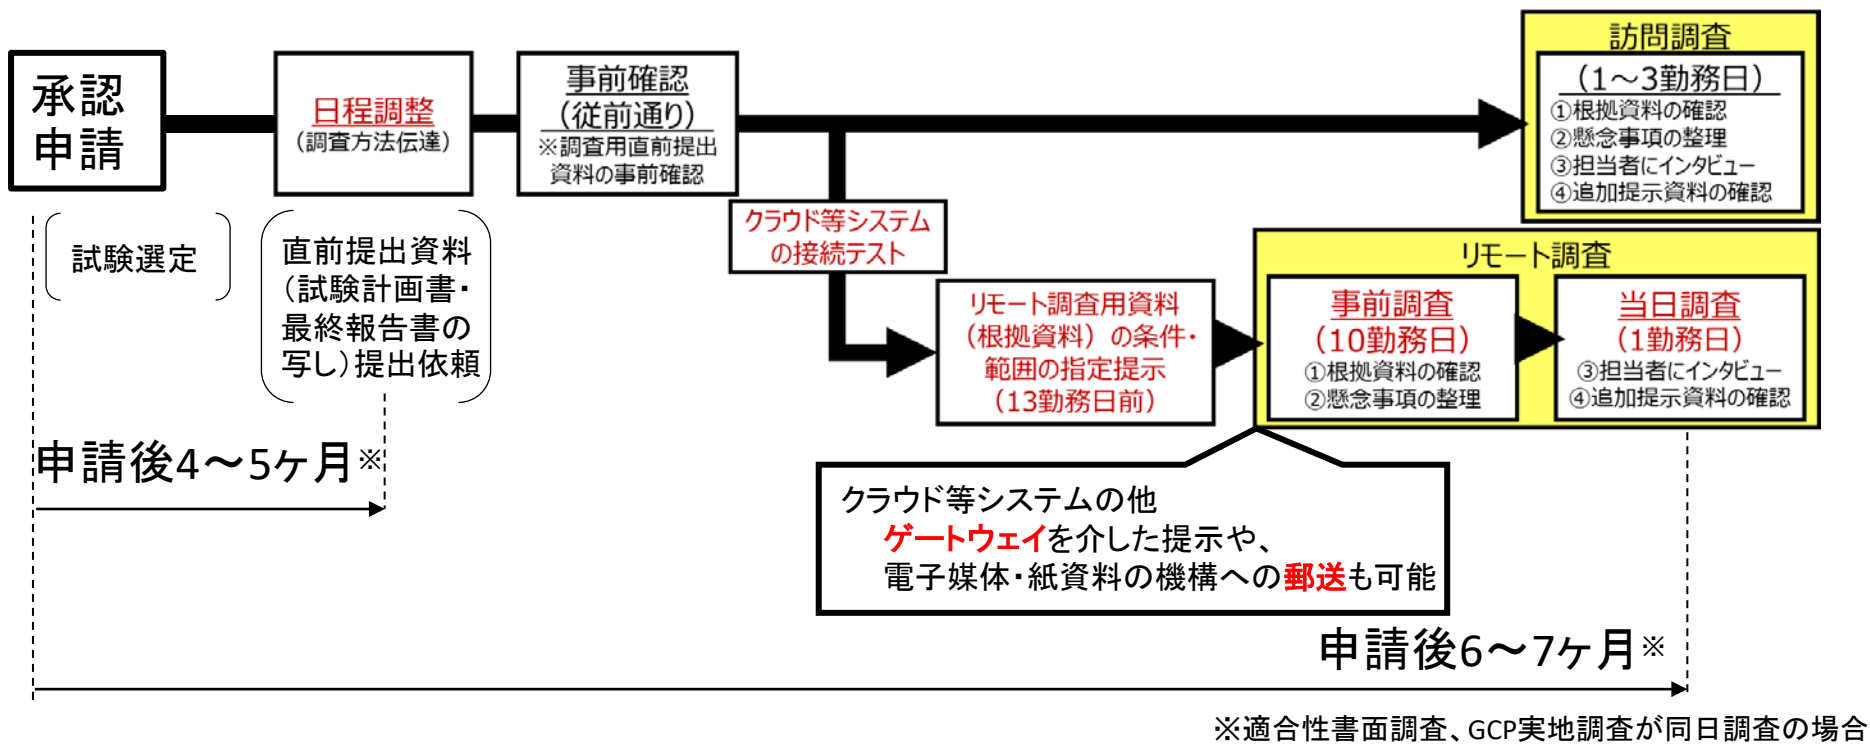 承認
申請
試験選定
日程調整
(調査方法伝達)
直前提出資料
(試験計画書・
最終報告書の
写し)提出依頼
事前確認
(従前通り)
※調査用直前提出
資料の事前確認
クラウド等システム
の接続テスト
訪問調査
(1～3勤務日)
①根拠資料の確認
②懸念事項の整理
③担当者にインタビュー
④追加提示資料の確認
リモート調査用資料
(根拠資料)の条件・
範囲の指定提示
(13勤務日前)
リモート調査
事前調査
(10勤務日)
①根拠資料の確認
②懸念事項の整理
当日調査
(1勤務日)
③担当者にインタビュー
④追加提示資料の確認
申請後4～5ヶ月※
クラウド等システムの他
ゲートウェイを介した提示や、
電子媒体・紙資料の機構への郵送も可能
申請後6～7ヶ月※
※適合性書面調査、GCP実地調査が同日調査の場合